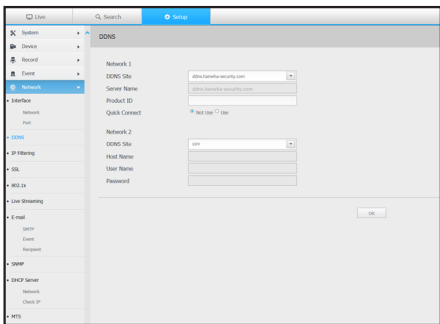 Live
Search
Setup
System
Device
Record
Event
Network
Interface
Network
Port
DDNS
IP Filtering
SSL
802.1x
Live Streaming
E-mail
SMTP
Event
Recipient
SNMP
DHCP Server
Network
Check IP
MTS
DDNS
Network 1
DDNS Site
ddns.hanwha-security.com
Server Name
ddns.hanwha-security.com
Product ID
Quick Connect
Not Use Use
Network 2
DDNS Site
OFF
Host Name
User Name
Password
OK